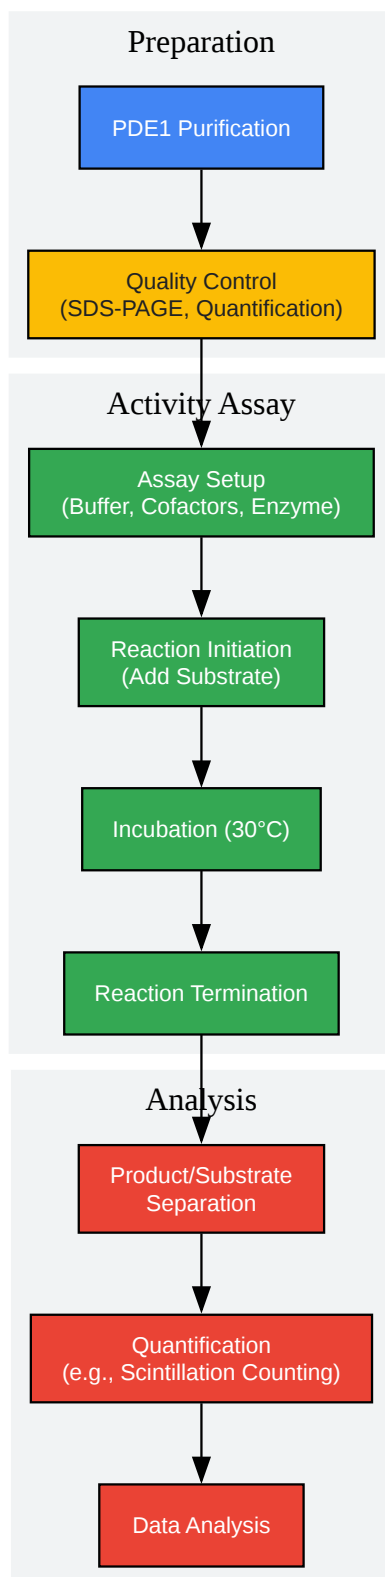 Preparation
PDE1 Purification
Quality Control
(SDS-PAGE, Quantification)
Activity Assay
Assay Setup
(Buffer, Cofactors, Enzyme)
Reaction Initiation
(Add Substrate)
Incubation (30°C)
Reaction Termination
Analysis
Product/Substrate
Separation
Quantification
(e.g., Scintillation Counting)
Data Analysis